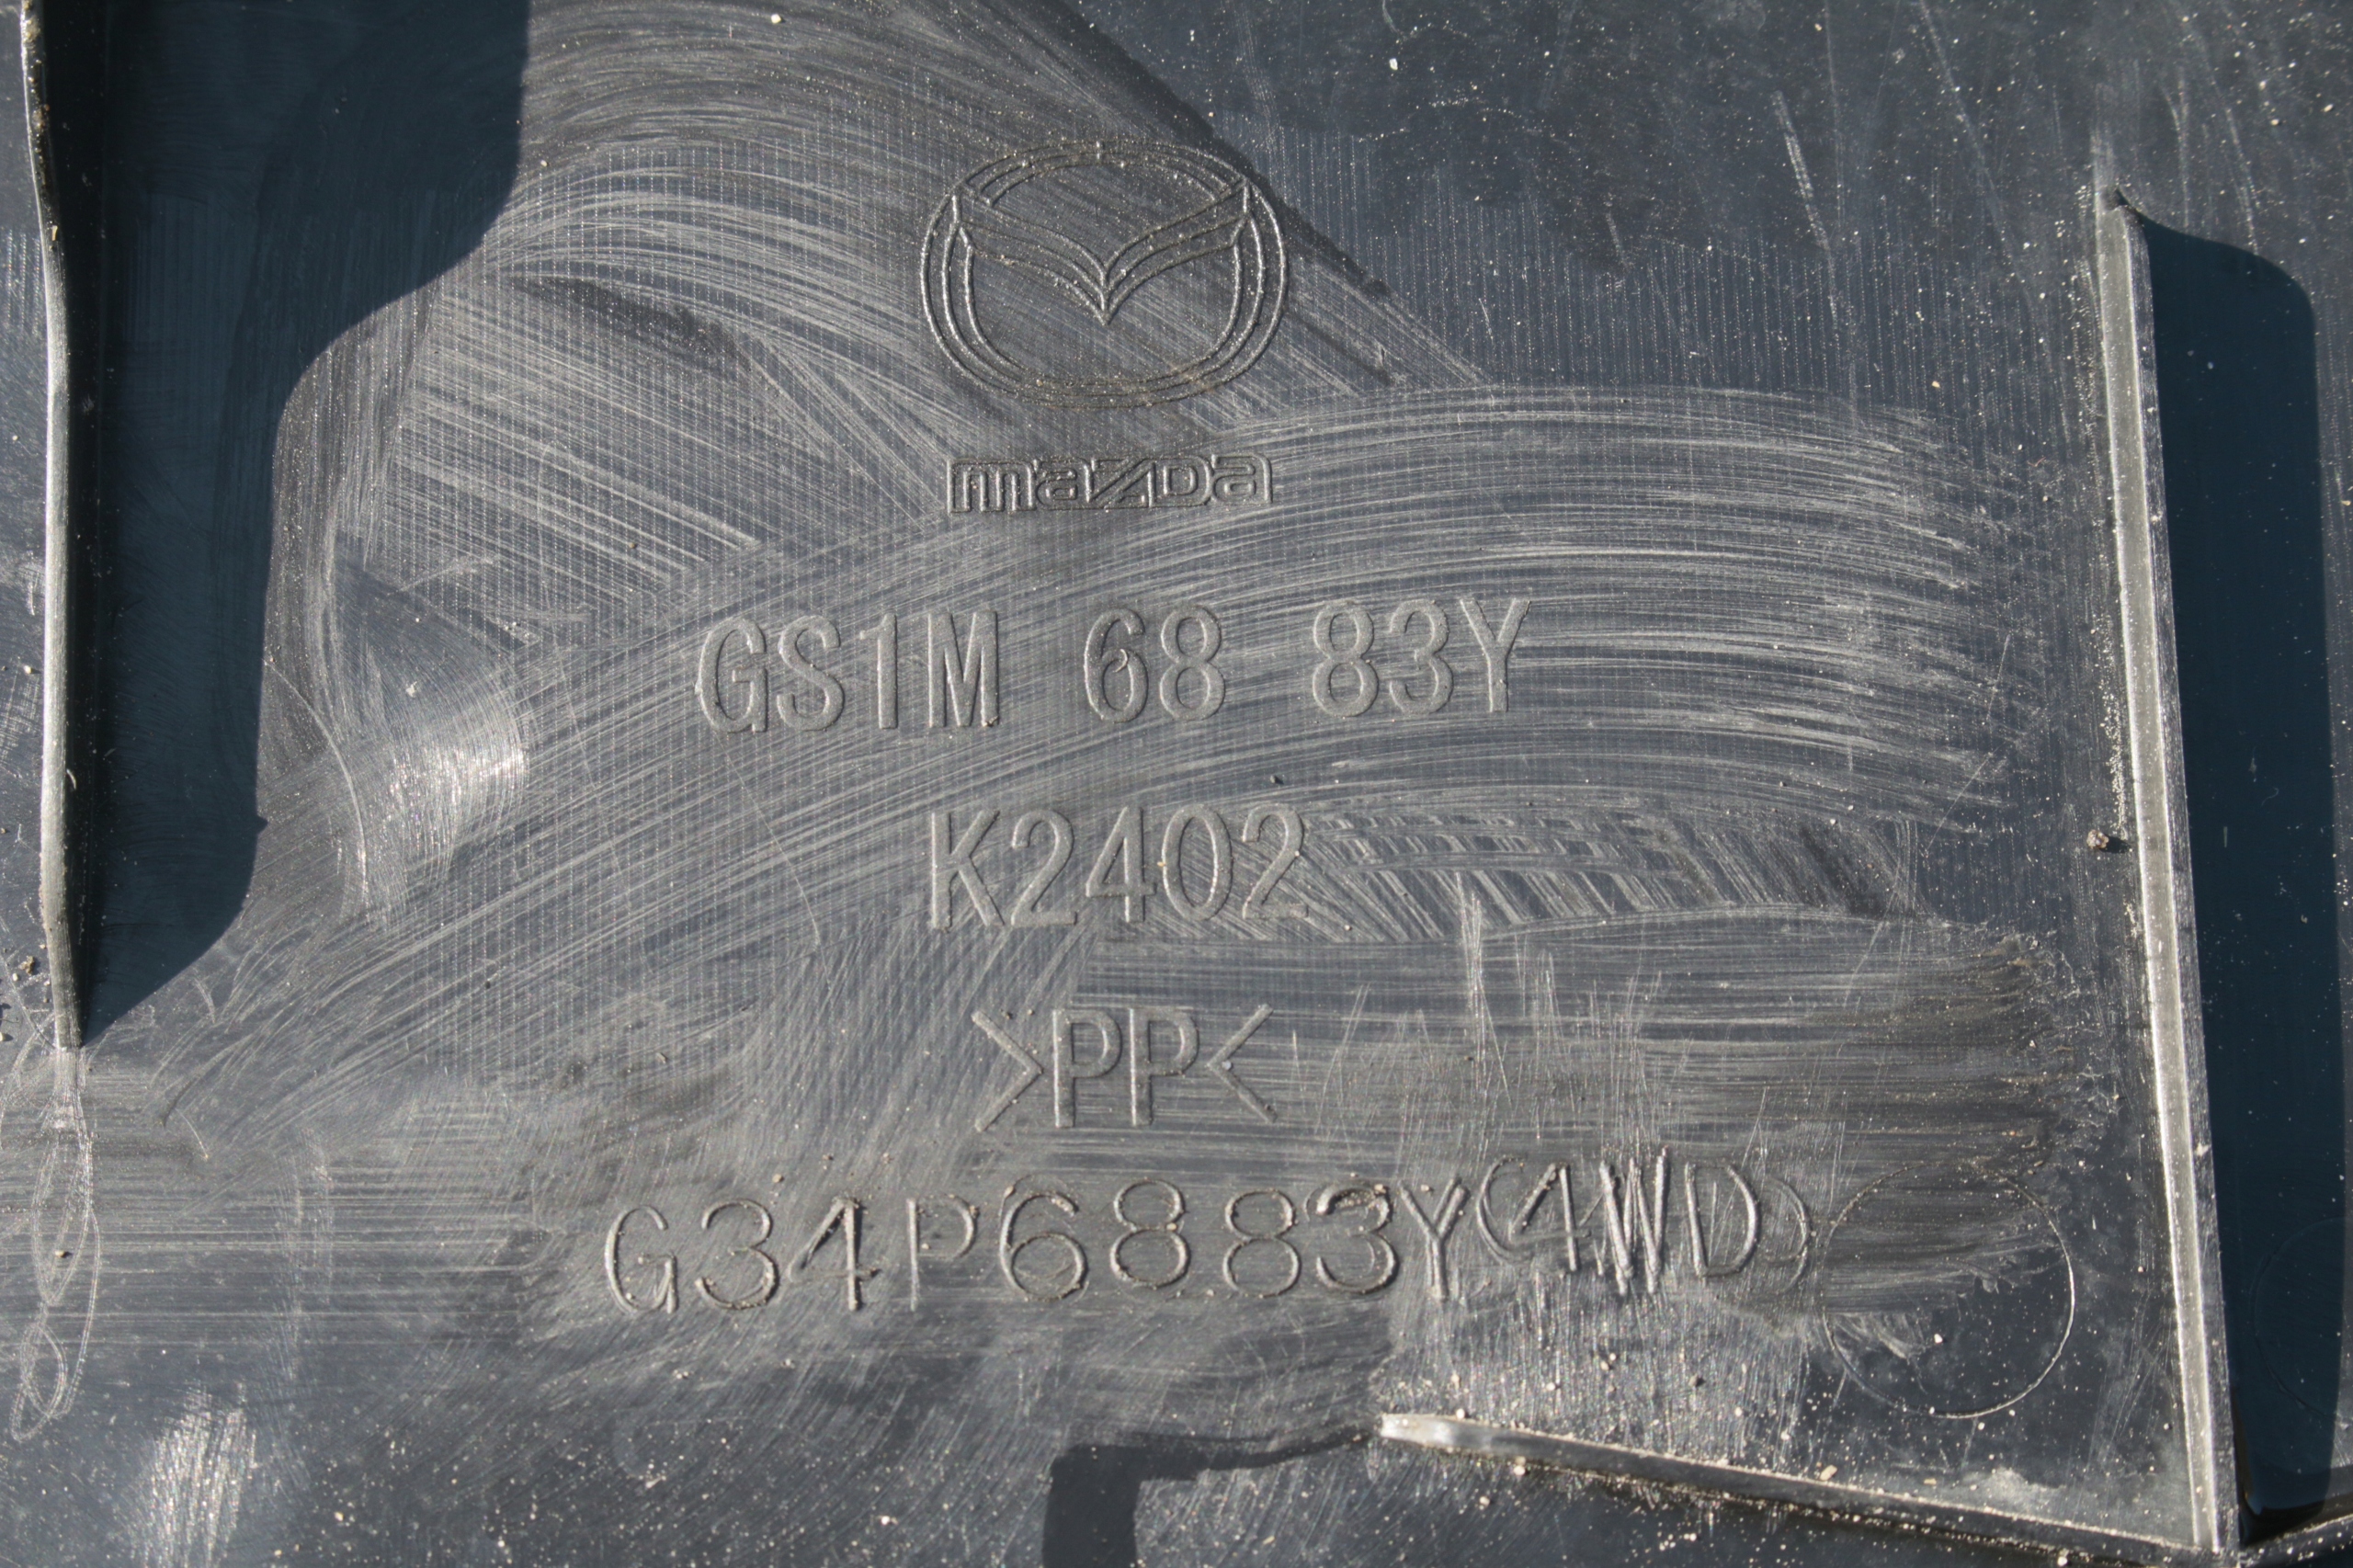 mazda
GS1M 68 83Y
K2402
>PP<
G34P6883Y(4WD)